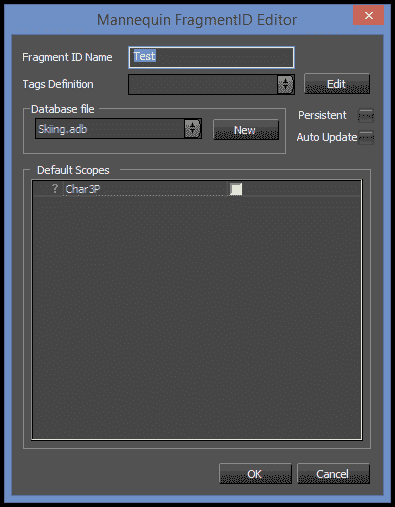 Mannequin FragmentID Editor
Fragment ID Name Test
Tags Definition Edit
Database file
Persistent
Skiing.adb New
Auto Update
Default Scopes
? Char3P
OK Cancel